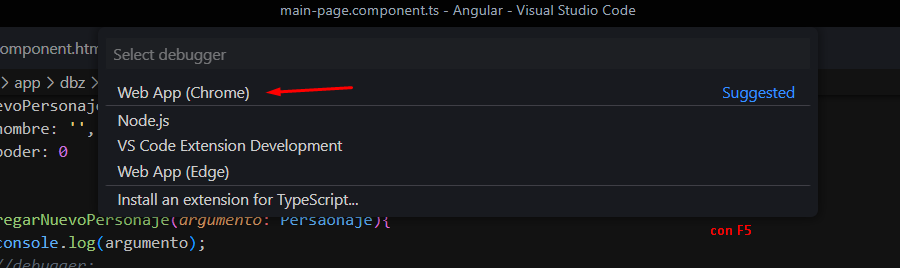 main-page.component.ts - Angular - Visual Studio Code
omponent.htm
Select debugger
> app > dbz >
Web App (Chrome)
Suggested
evoPersonaje
Node.js
nombre: '',
VS Code Extension Development
poder: 0
Web App (Edge)
Install an extension for TypeScript...
regarNuevoPersonaje(argumento: Persaonaje){
con F5
console.log(argumento);
//debugger;